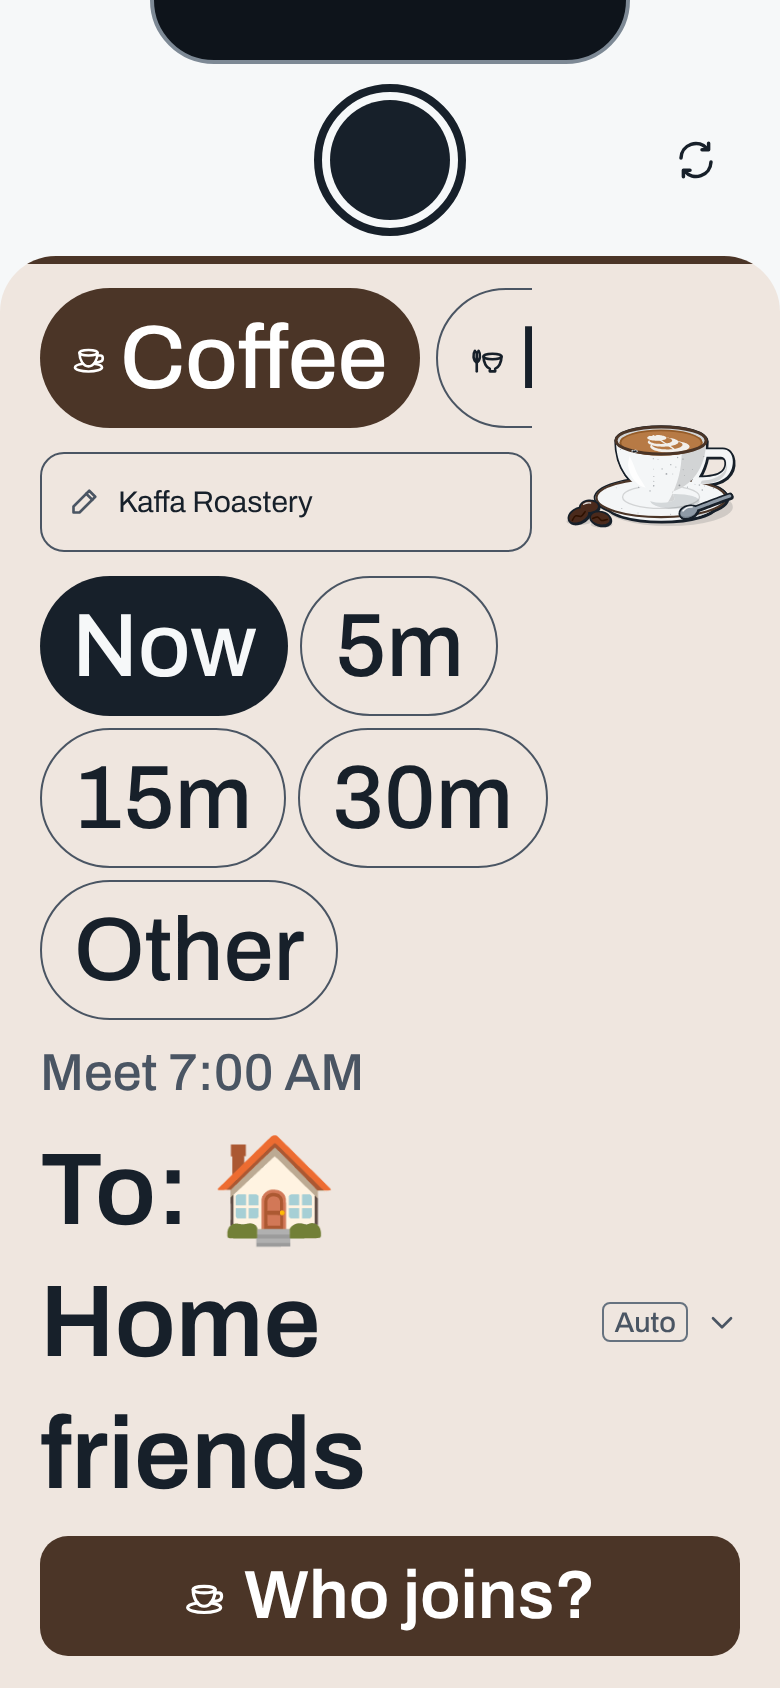 Coffee
Kaffa Roastery
Now 5m
15m 30m
Other
Meet 7:00 AM
To: 🏠
Home
friends
Auto
Who joins?